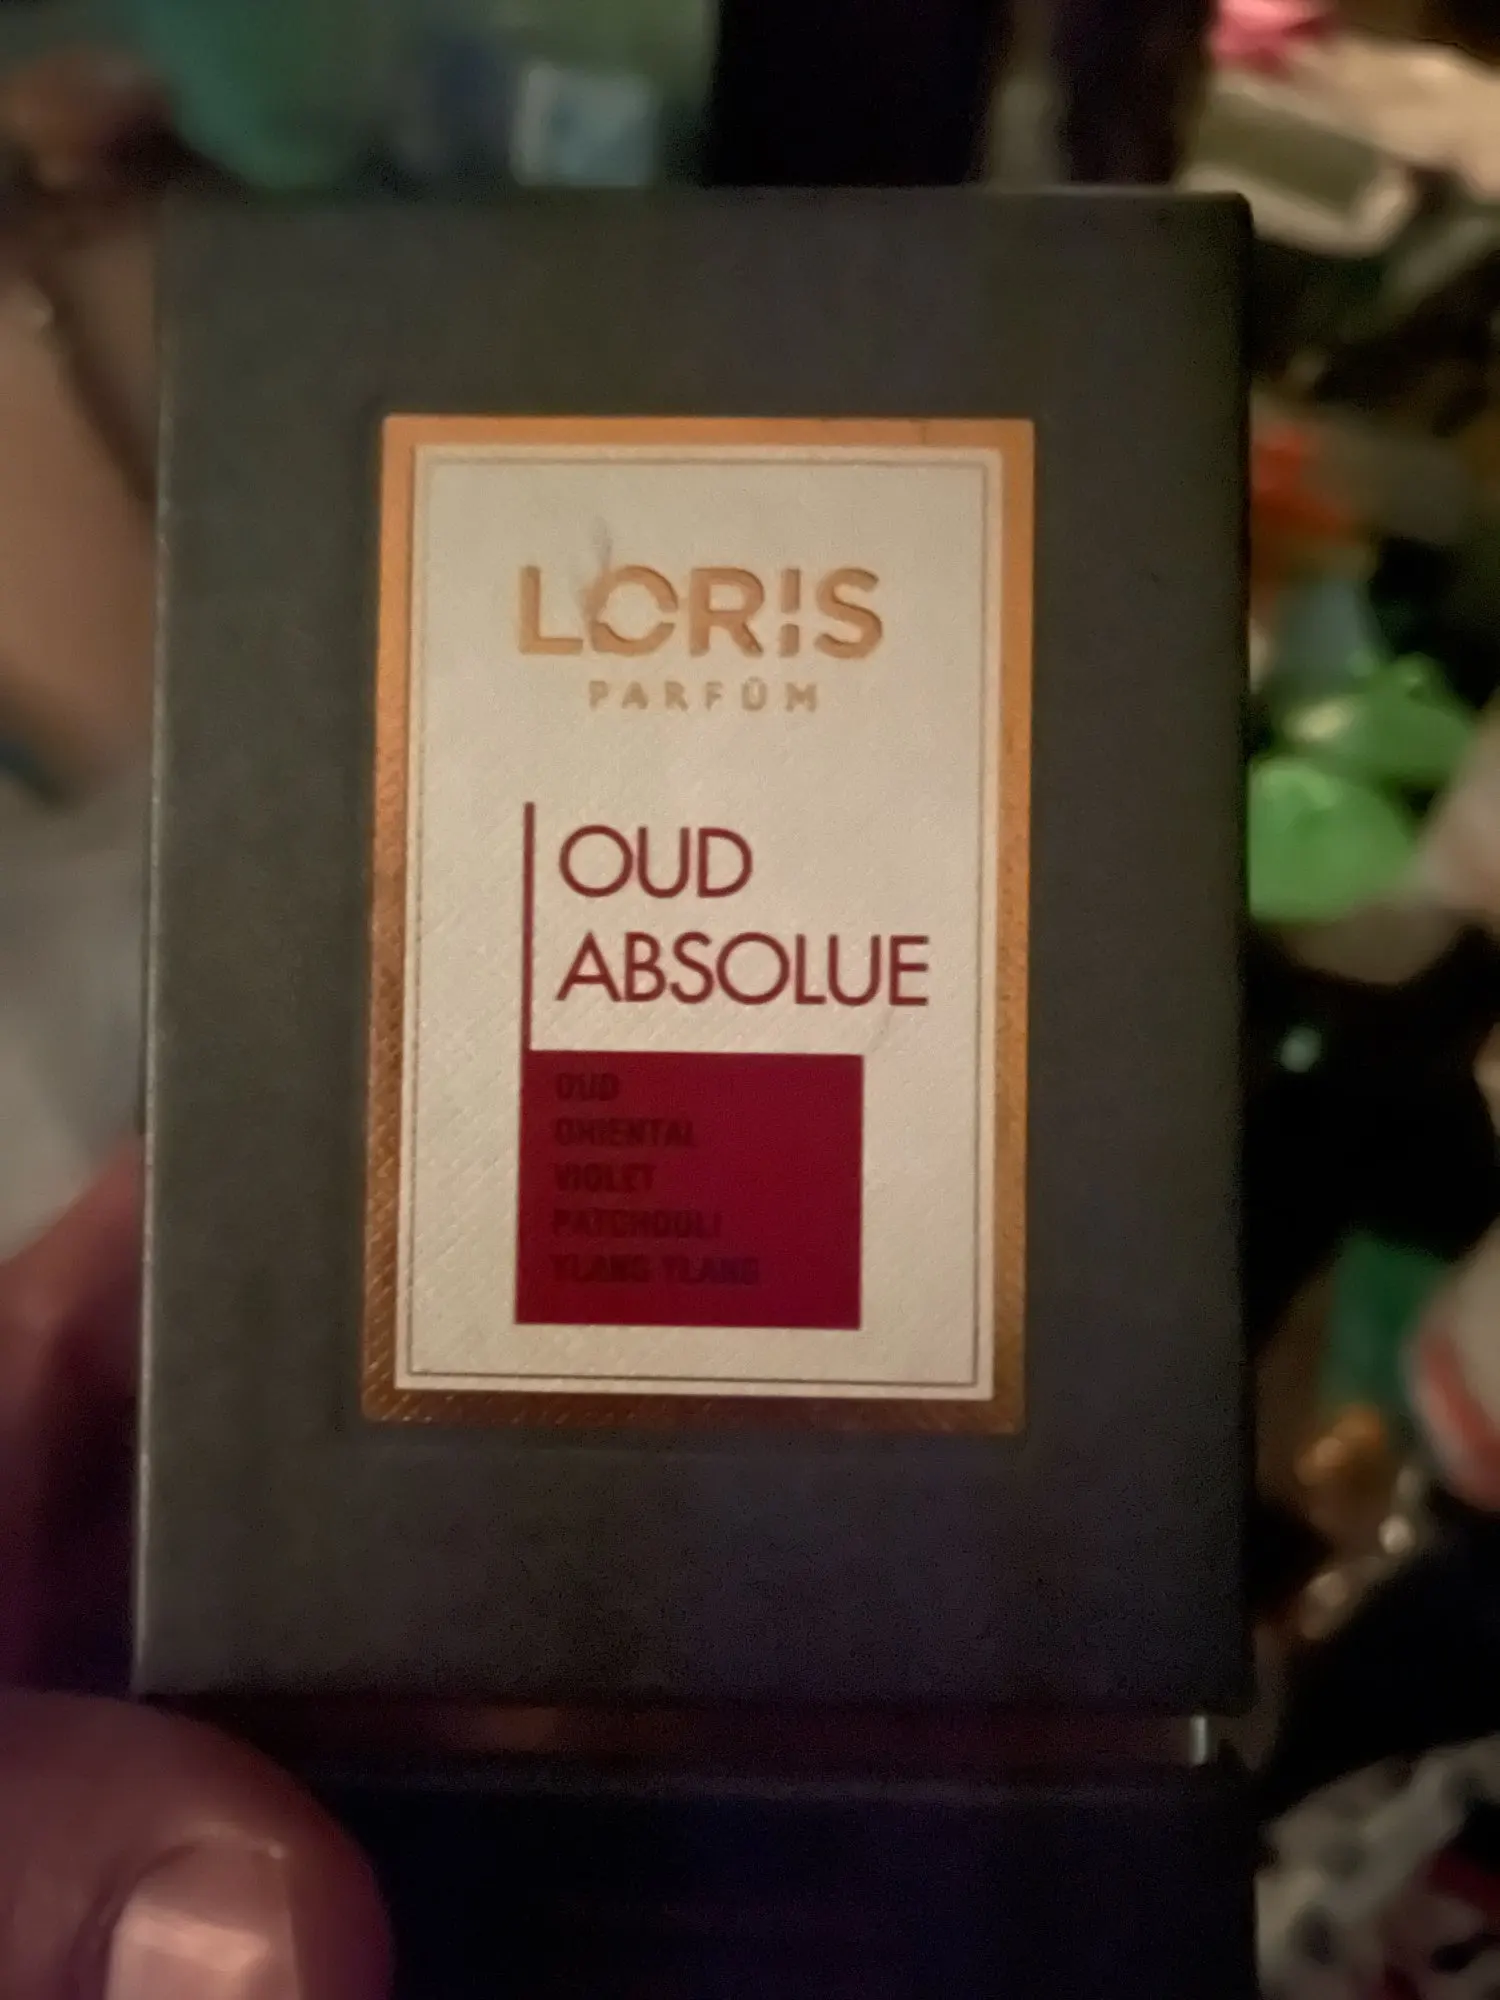 LORIS
PARFÜM
OUD
ABSOLUE
OUD
ORIENTAL
VIOLET
PATCHOULI
YLANG YLANG